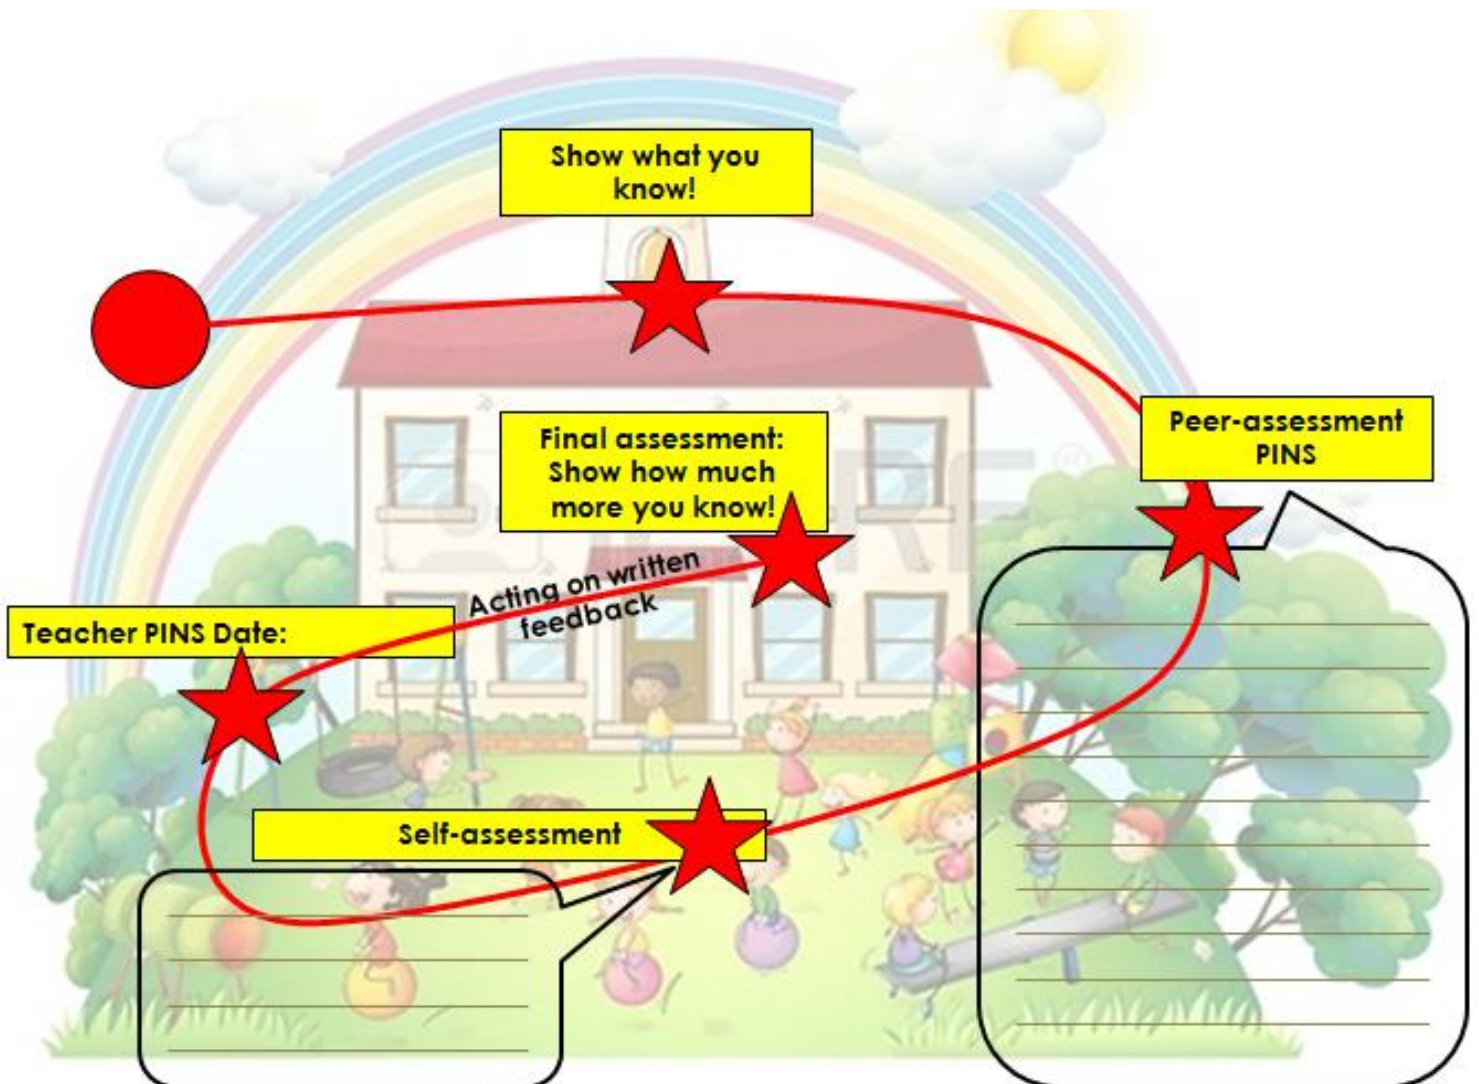 Show what you
know!
Peer-assessment
PINS
Final assessment:
Show how much
more you know!
Acting on written
feedback
Teacher PINS Date:
Self-assessment